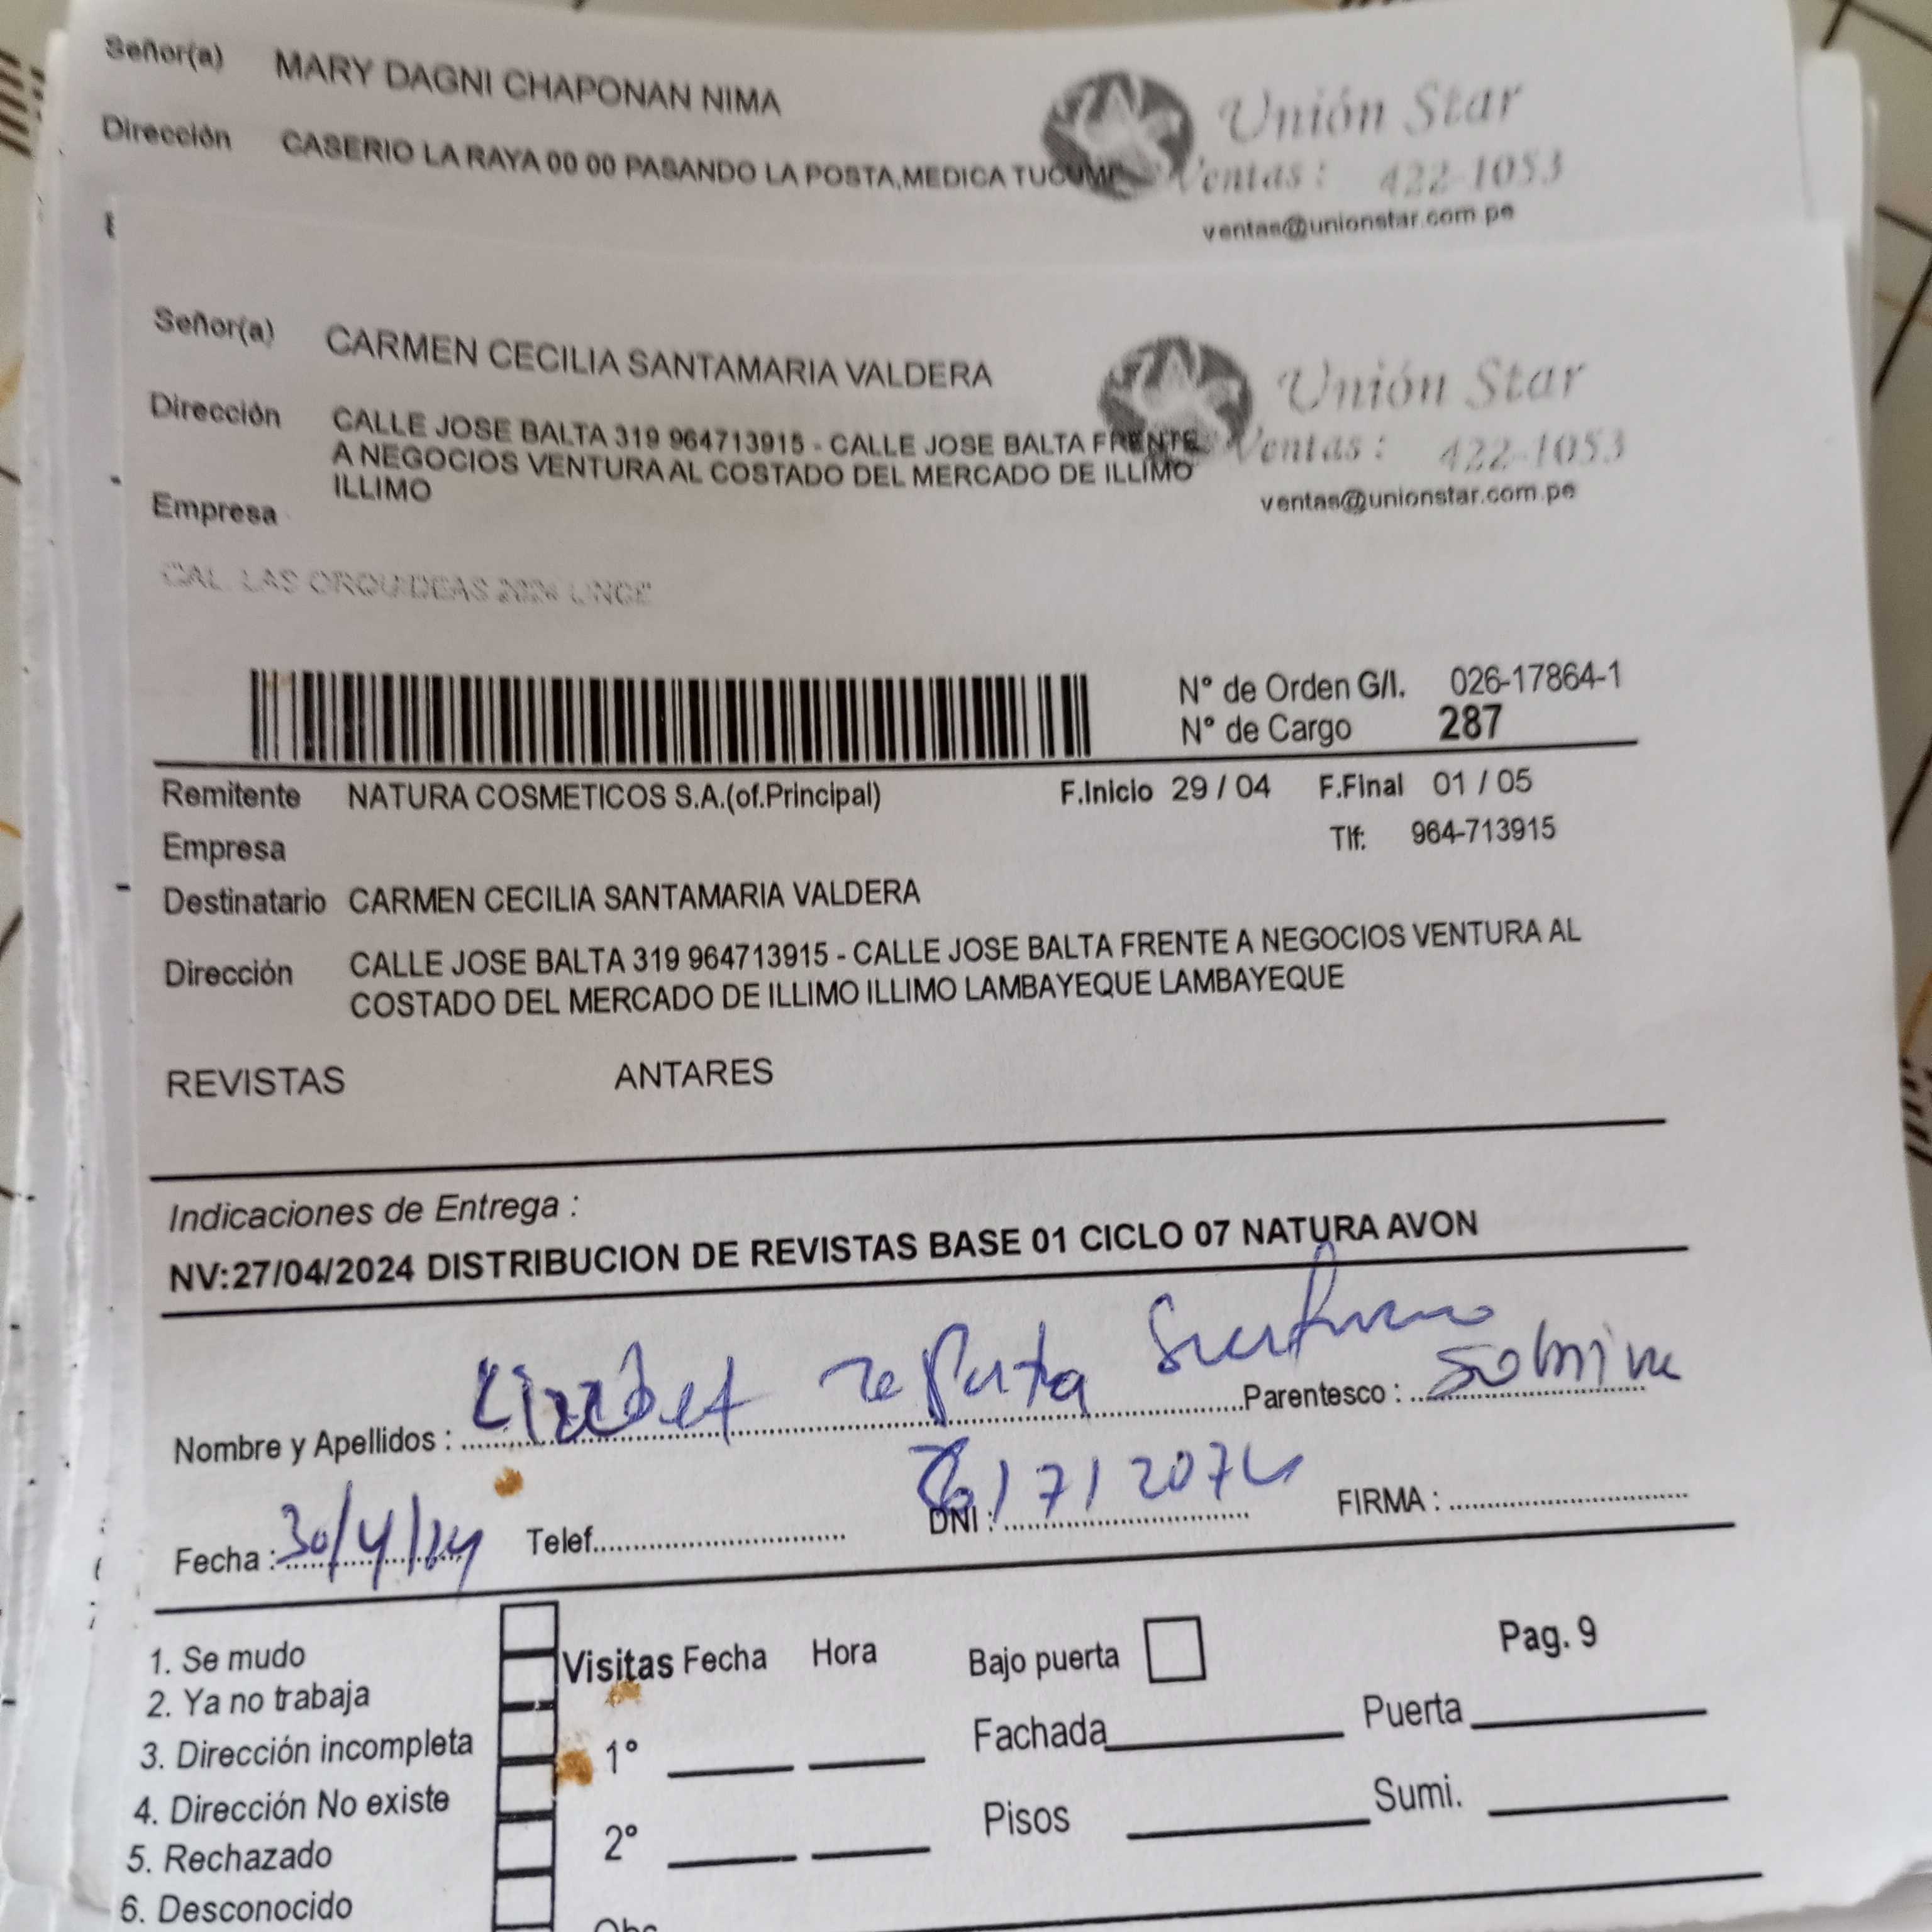 Señor(a) MARY DAGNI CHAPONAN NIMA
Unión Star
Dirección CASERIO LA RAYA 00 00 PASANDO LA POSTA,MEDICA TUCUME
Ventas: 422-1053
ventas@unionstar.com.pe
Señor(a) CARMEN CECILIA SANTAMARIA VALDERA
Unión Star
Dirección CALLE JOSE BALTA 319 964713915 - CALLE JOSE BALTA FRENTE
A NEGOCIOS VENTURA AL COSTADO DEL MERCADO DE ILLIMO
ILLIMO
Ventas: 422-1053
ventas@unionstar.com.pe
Empresa
CAL. LAS ORQUIDEAS LINCE
N° de Orden G/I. 026-17864-1
N° de Cargo 287
Remitente NATURA COSMETICOS S.A.(of.Principal) F.Inicio 29 / 04 F.Final 01 / 05
Empresa Tlf: 964-713915
Destinatario CARMEN CECILIA SANTAMARIA VALDERA
Dirección CALLE JOSE BALTA 319 964713915 - CALLE JOSE BALTA FRENTE A NEGOCIOS VENTURA AL
COSTADO DEL MERCADO DE ILLIMO ILLIMO LAMBAYEQUE LAMBAYEQUE
REVISTAS ANTARES
Indicaciones de Entrega :
NV:27/04/2024 DISTRIBUCION DE REVISTAS BASE 01 CICLO 07 NATURA AVON
Nombre y Apellidos : Parentesco :
Fecha : 30/4/24 Telef. DNI : FIRMA :
1. Se mudo
2. Ya no trabaja
3. Dirección incompleta
4. Dirección No existe
5. Rechazado
6. Desconocido
Visitas Fecha Hora
1°
2°
Obs
Bajo puerta
Pag. 9
Fachada Puerta
Pisos Sumi.